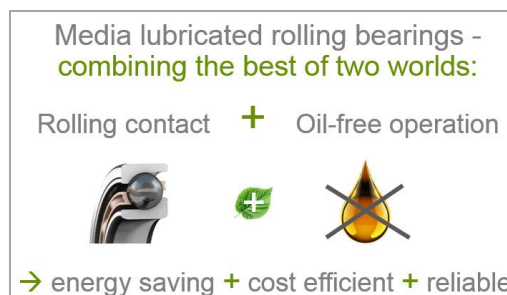 Media lubricated rolling bearings -
combining the best of two worlds:
Rolling contact + Oil-free operation
+
→ energy saving + cost efficient + reliable